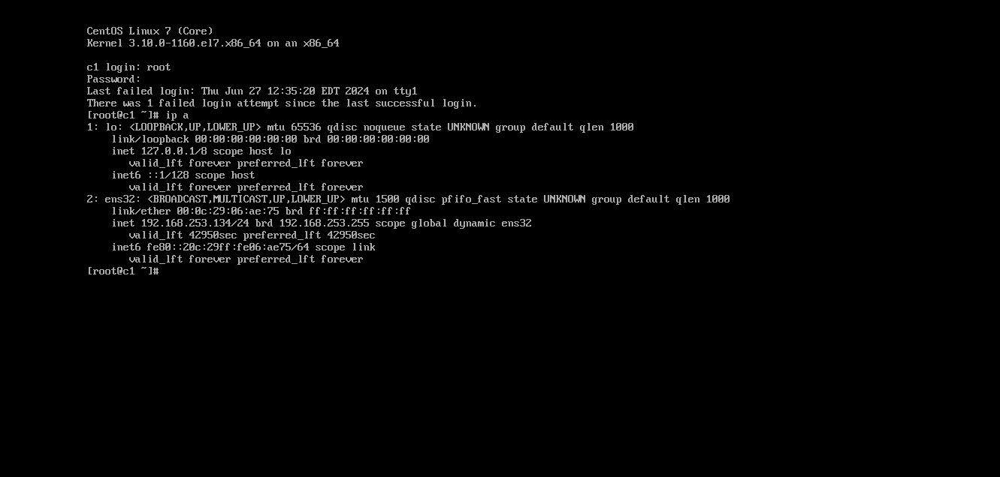 CentOS Linux 7 (Core)
Kernel 3.10.0-1160.el7.x86_64 on an x86_64
c1 login: root
Password:
Last failed login: Thu Jun 27 12:35:20 EDT 2024 on tty1
There was 1 failed login attempt since the last successful login.
[root@c1 ~]# ip a
1: lo: <LOOPBACK,UP,LOWER_UP> mtu 65536 qdisc noqueue state UNKNOWN group default qlen 1000
    link/loopback 00:00:00:00:00:00 brd 00:00:00:00:00:00
    inet 127.0.0.1/8 scope host lo
       valid_lft forever preferred_lft forever
    inet6 ::1/128 scope host
       valid_lft forever preferred_lft forever
2: ens32: <BROADCAST,MULTICAST,UP,LOWER_UP> mtu 1500 qdisc pfifo_fast state UNKNOWN group default qlen 1000
    link/ether 00:0c:29:06:ae:75 brd ff:ff:ff:ff:ff:ff
    inet 192.168.253.134/24 brd 192.168.253.255 scope global dynamic ens32
       valid_lft 42950sec preferred_lft 42950sec
    inet6 fe80::20c:29ff:fe06:ae75/64 scope link
       valid_lft forever preferred_lft forever
[root@c1 ~]#